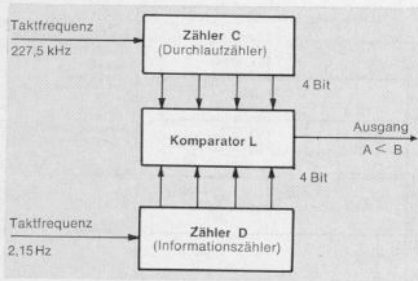 Taktfrequenz
227,5 kHz
Zähler C
(Durchlaufzähler)
4 Bit
Komparator L
Ausgang
A < B
4 Bit
Taktfrequenz
2,15 Hz
Zähler D
(Informationszähler)